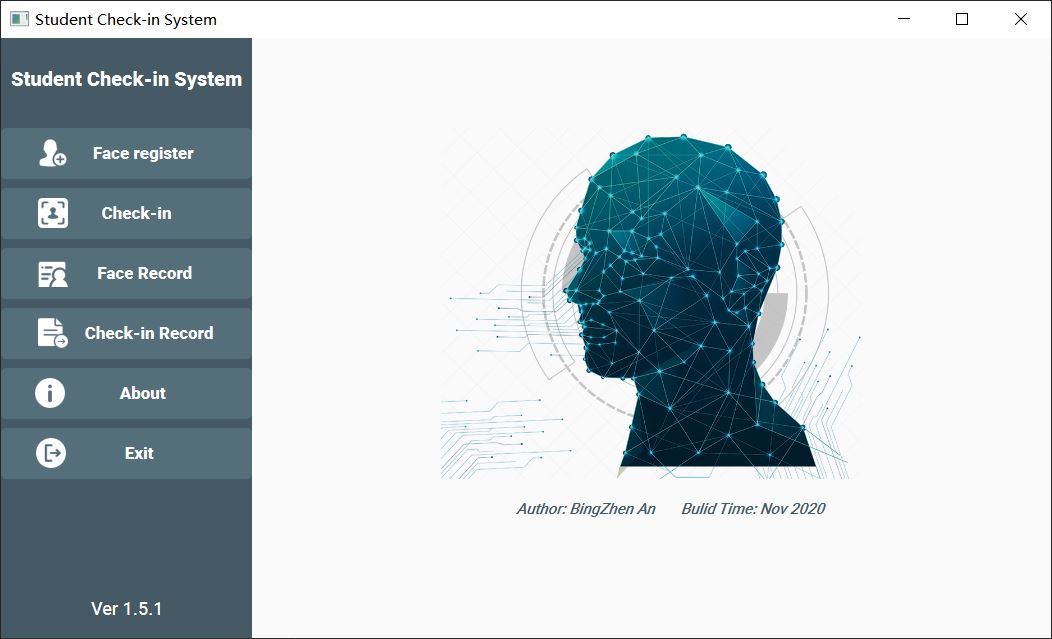 Student Check-in System
Student Check-in System
Face register
Check-in
Face Record
Check-in Record
About
Exit
Author: BingZhen An Bulid Time: Nov 2020
Ver 1.5.1